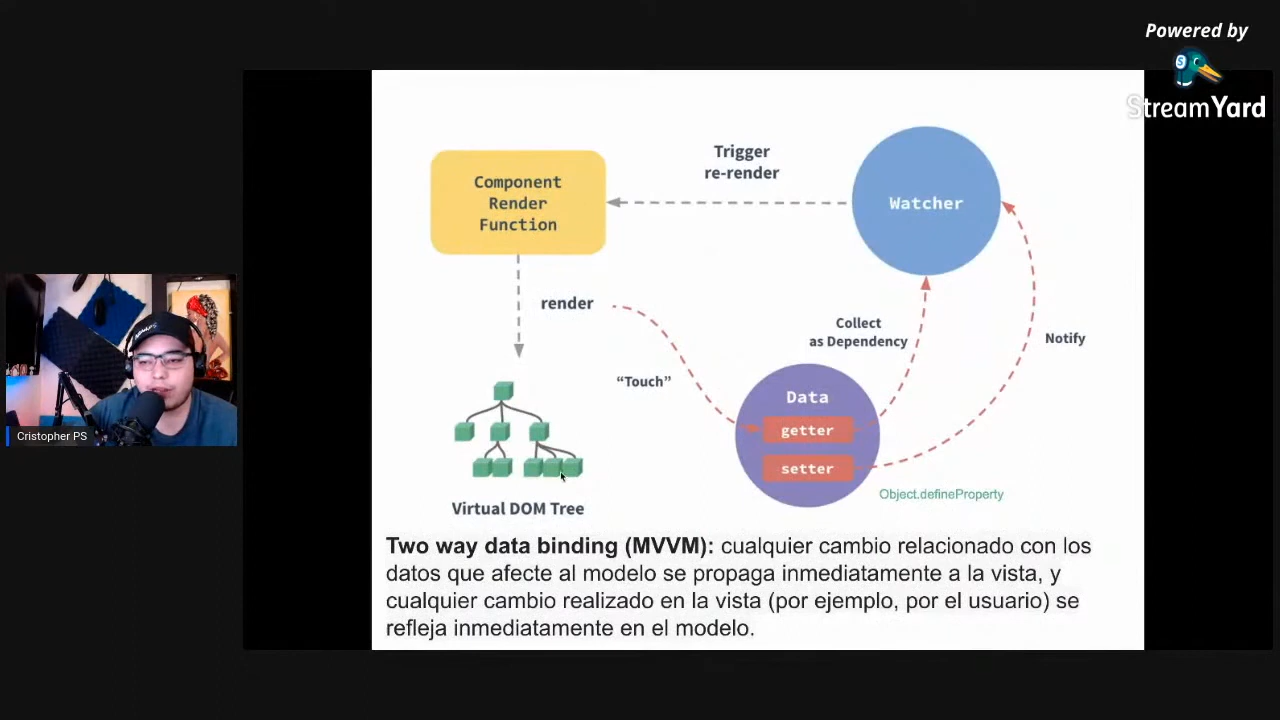 Powered by
StreamYard
Trigger
re-render
Component
Render
Function
Watcher
render
Collect
as Dependency
Notify
“Touch”
Data
getter
setter
Object.defineProperty
Virtual DOM Tree
Cristopher PS
Two way data binding (MVVM): cualquier cambio relacionado con los
datos que afecte al modelo se propaga inmediatamente a la vista, y
cualquier cambio realizado en la vista (por ejemplo, por el usuario) se
refleja inmediatamente en el modelo.